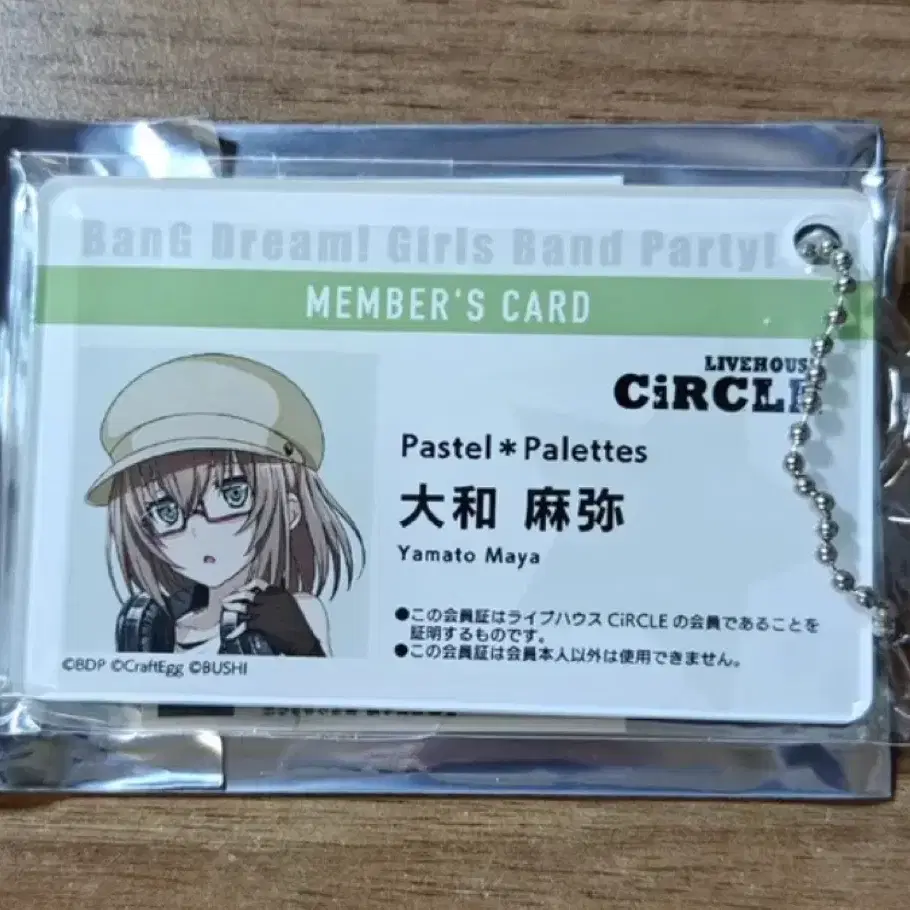 BanG Dream! Girls Band Party!
MEMBER'S CARD
LIVEHOUSE
CiRCLE
Pastel＊Palettes
大和 麻弥
Yamato Maya
●この会員証はライブハウス CiRCLE の会員であることを
証明するものです。
●この会員証は会員本人以外は使用できません。
©BDP ©CraftEgg ©BUSHI